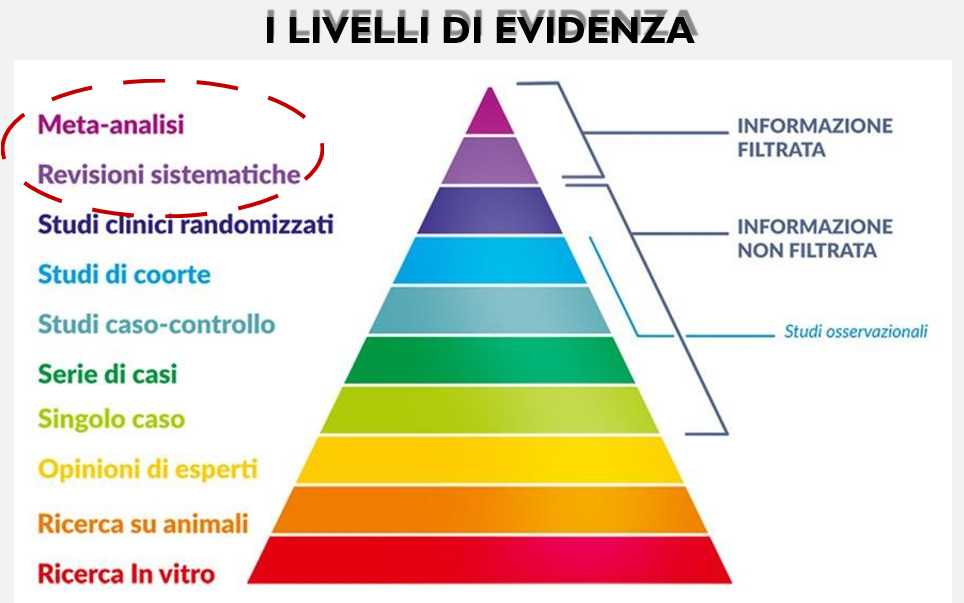 I LIVELLI DI EVIDENZA
Meta-analisi
Revisioni sistematiche
Studi clinici randomizzati
Studi di coorte
Studi caso-controllo
Serie di casi
Singolo caso
Opinioni di esperti
Ricerca su animali
Ricerca In vitro
INFORMAZIONE
FILTRATA
INFORMAZIONE
NON FILTRATA
Studi osservazionali